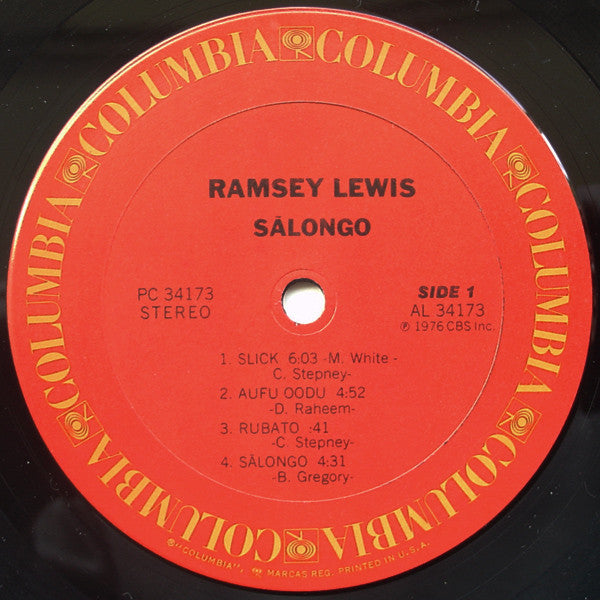 COLUMBIA COLUMBIA COLUMBIA COLUMBIA COLUMBIA COLUMBIA COLUMBIA COLUMBIA
RAMSEY LEWIS
SĀLONGO
PC 34173
STEREO
SIDE 1
AL 34173
℗ 1976 CBS Inc.
1. SLICK 6:03 -M. White-
C. Stepney-
2. AUFU OODU 4:52
-D. Raheem-
3. RUBATO :41
-C. Stepney-
4. SĀLONGO 4:31
-B. Gregory-
®"COLUMBIA", MARCAS REG. PRINTED IN U.S.A.